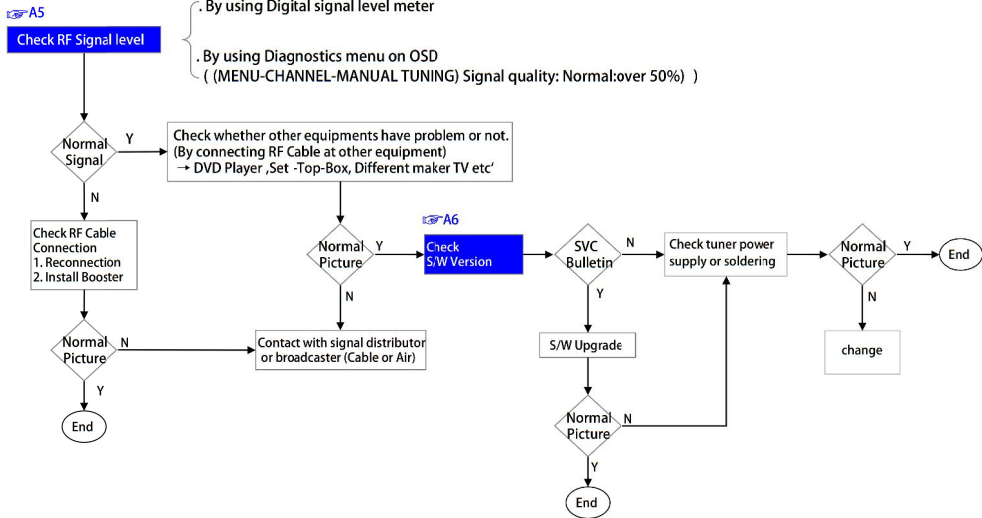 ☞A5
Check RF Signal level
. By using Digital signal level meter
. By using Diagnostics menu on OSD
( (MENU-CHANNEL-MANUAL TUNING) Signal quality: Normal:over 50%) )
Normal
Signal
Y
N
Check whether other equipments have problem or not.
(By connecting RF Cable at other equipment)
→ DVD Player ,Set -Top-Box, Different maker TV etc‘
Check RF Cable
Connection
1. Reconnection
2. Install Booster
Normal
Picture
Y
N
☞A6
Check
S/W Version
SVC
Bulletin
N
Y
Check tuner power
supply or soldering
Normal
Picture
Y
N
End
change
Normal
Picture
N
Y
End
Contact with signal distributor
or broadcaster (Cable or Air)
S/W Upgrade
Normal
Picture
N
Y
End